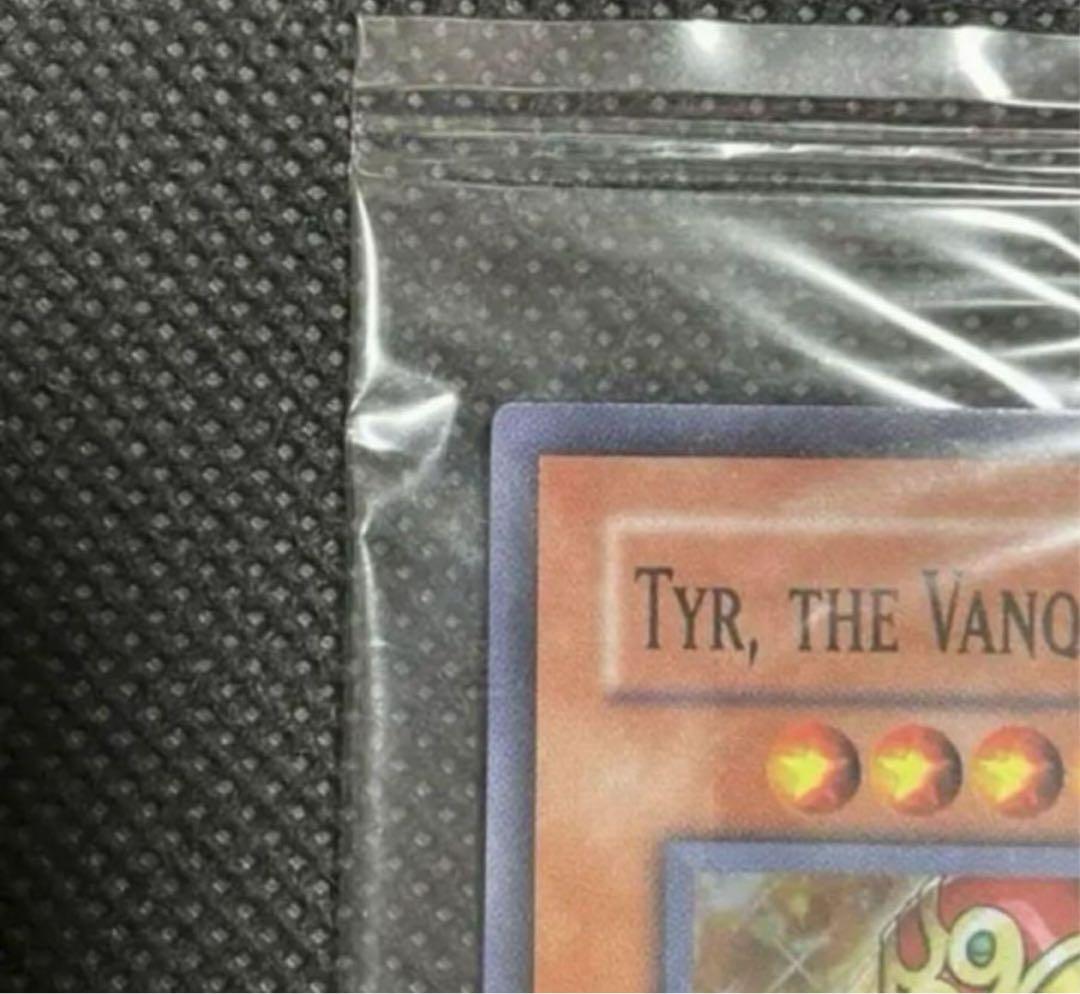 TYR, THE VANQ